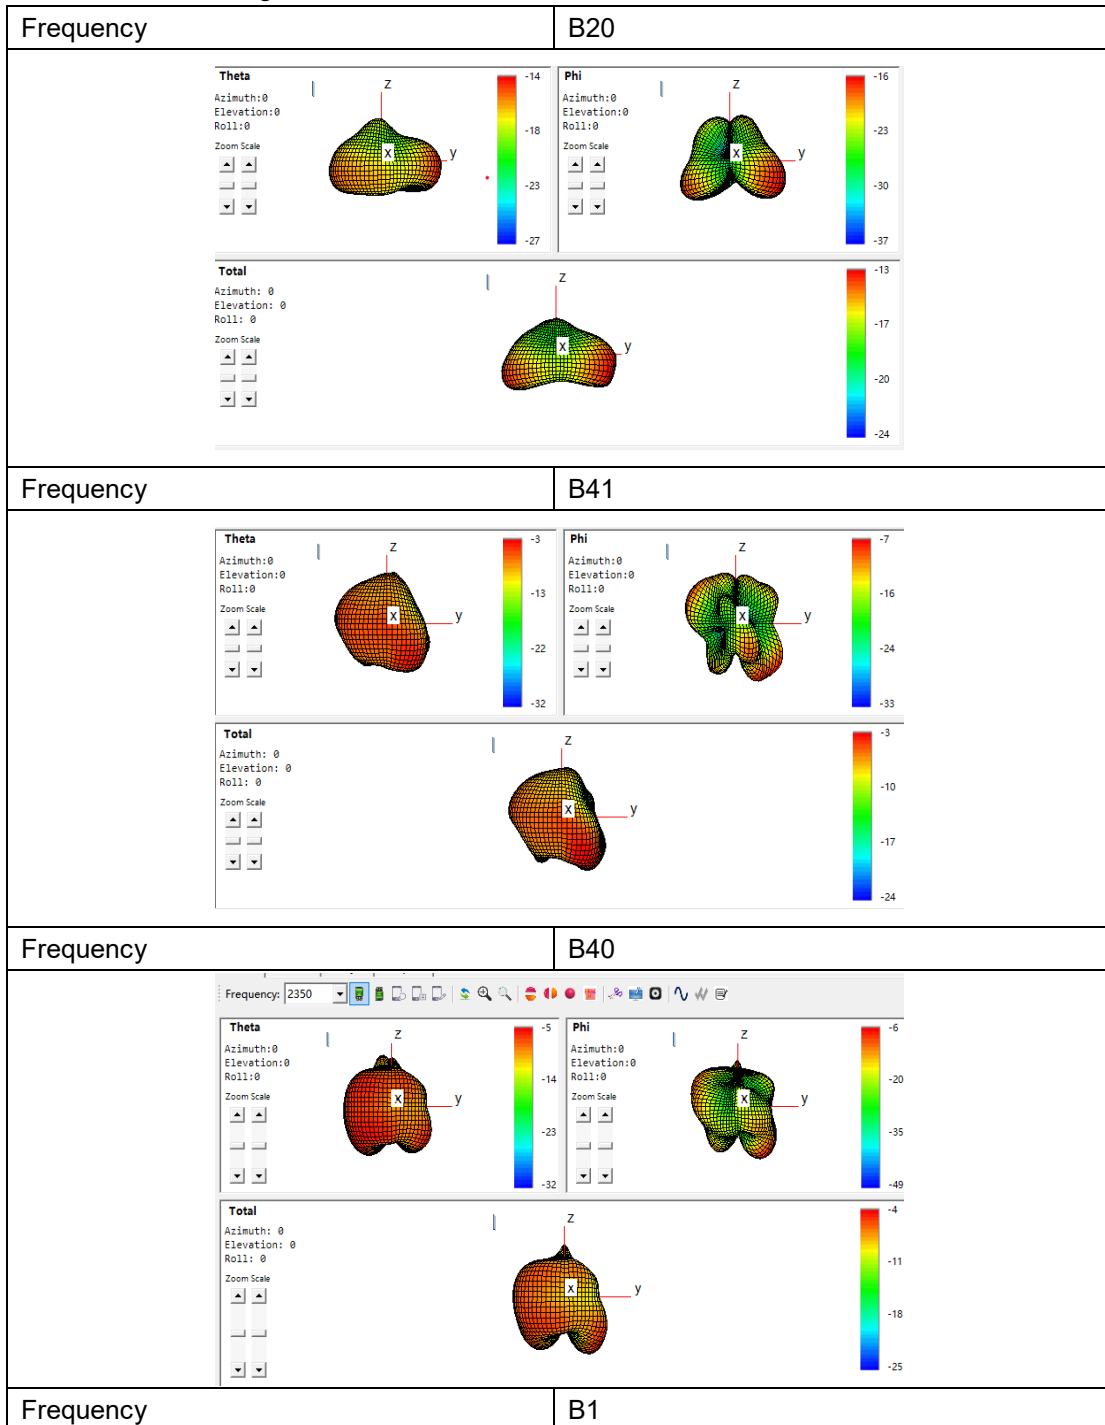 Frequency B20
Theta
Azimuth:0
Elevation:0
Roll:0
Zoom Scale
z
x
y
-14
-18
-23
-27
Phi
Azimuth:0
Elevation:0
Roll:0
Zoom Scale
z
x
y
-16
-23
-30
-37
Total
Azimuth: 0
Elevation: 0
Roll: 0
Zoom Scale
z
x
y
-13
-17
-20
-24
Frequency B41
Theta
Azimuth:0
Elevation:0
Roll:0
Zoom Scale
z
x
y
-3
-13
-22
-32
Phi
Azimuth:0
Elevation:0
Roll:0
Zoom Scale
z
x
y
-7
-16
-24
-33
Total
Azimuth: 0
Elevation: 0
Roll: 0
Zoom Scale
z
x
y
-3
-10
-17
-24
Frequency B40
Frequency: 2350
Theta
Azimuth:0
Elevation:0
Roll:0
Zoom Scale
z
x
y
-5
-14
-23
-32
Phi
Azimuth:0
Elevation:0
Roll:0
Zoom Scale
z
x
y
-6
-20
-35
-49
Total
Azimuth: 0
Elevation: 0
Roll: 0
Zoom Scale
z
x
y
-4
-11
-18
-25
Frequency B1